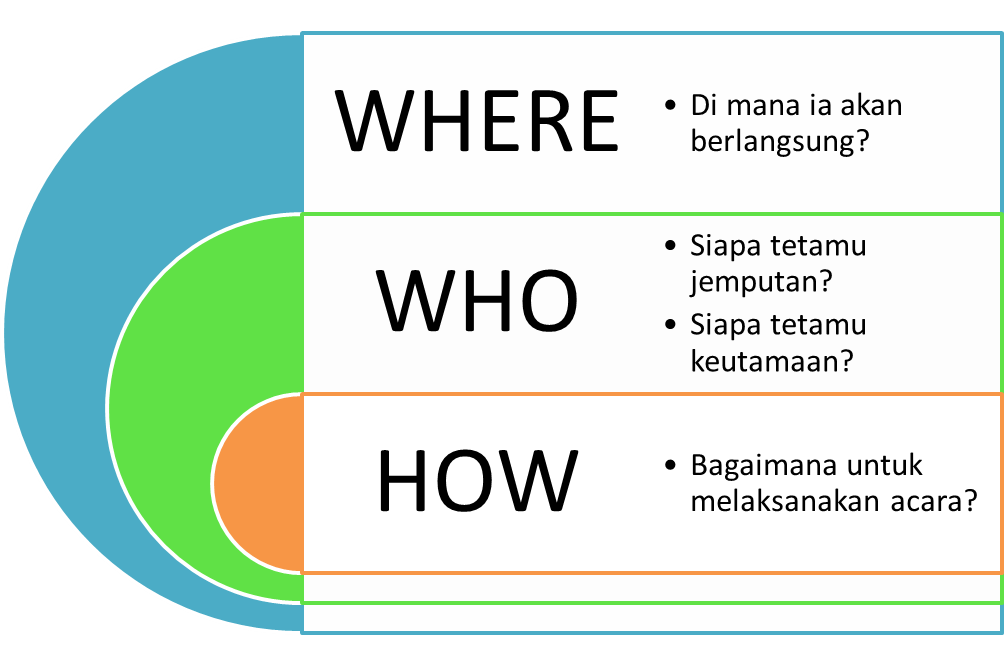 WHERE
• Di mana ia akan
berlangsung?
WHO
• Siapa tetamu
jemputan?
• Siapa tetamu
keutamaan?
HOW
• Bagaimana untuk
melaksanakan acara?